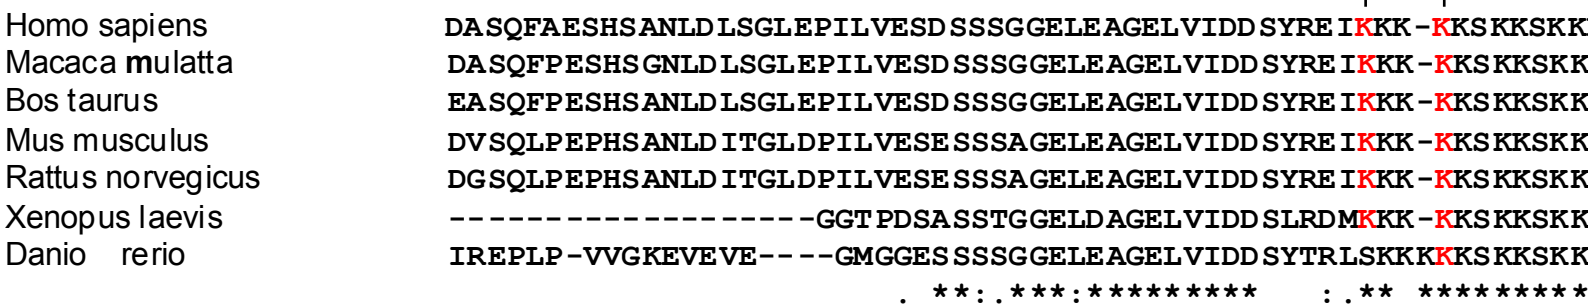 Homo sapiens DASQFAESHSANLDLSGLEPILVESDSSSGGELEAGELVIDDSYREIKKK-KKSKKSKK
Macaca mulatta DASQFPESHSGNLDLSGLEPILVESDSSSGGELEAGELVIDDSYREIKKK-KKSKKSKK
Bos taurus EASQFPESHSANLDLSGLEPILVESDSSSGGELEAGELVIDDSYREIKKK-KKSKKSKK
Mus musculus DVSQLPEPHSANLDITGLEPILVESESSSAGELEAGELVIDDSYREIKKK-KKSKKSKK
Rattus norvegicus DGSQLPEPHSANLDITGLDPILVESESSSAGELEAGELVIDDSYREIKKK-KKSKKSKK
Xenopus laevis -------------------GGTPDSASSTGGELDAGELVIDDSLRDMKKK-KKSKKSKK
Danio rerio IREPLP-VVGKEVEVE----GMGGESSSSGGELEAGELVIDDSYTRLSKKKKKSKKSKK
. **:.***:********* :.** *********